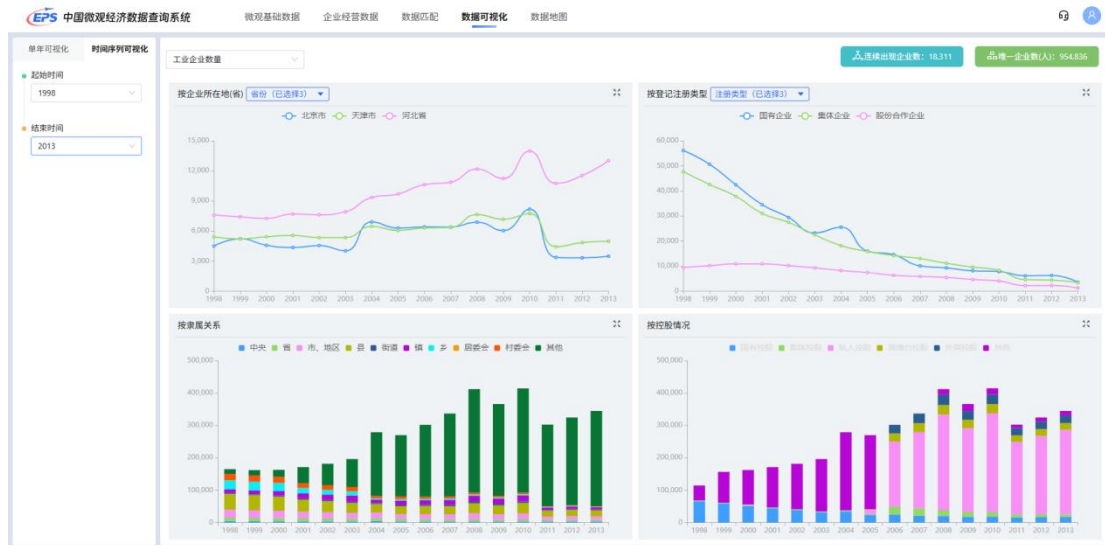 EPS 中国微观经济数据查询系统 微观基础数据 企业经营数据 数据匹配 数据可视化 数据地图
单年可视化 时间序列可视化
起始时间
1998
结束时间
2013
工业企业数量
连续出现企业数: 18,311 唯一企业数(人): 954,836
按企业所在地(省) 省份 (已选择3)
北京市 天津市 河北省
15,000
12,000
9,000
6,000
3,000
0
1998 1999 2000 2001 2002 2003 2004 2005 2006 2007 2008 2009 2010 2011 2012 2013
按登记注册类型 注册类型 (已选择3)
国有企业 集体企业 股份合作企业
60,000
50,000
40,000
30,000
20,000
10,000
0
1998 1999 2000 2001 2002 2003 2004 2005 2006 2007 2008 2009 2010 2011 2012 2013
按隶属关系
中央 省 市、地区 县 街道 镇 乡 居委会 村委会 其他
500,000
400,000
300,000
200,000
100,000
0
1998 1999 2000 2001 2002 2003 2004 2005 2006 2007 2008 2009 2010 2011 2012 2013
按控股情况
500,000
400,000
300,000
200,000
100,000
0
1998 1999 2000 2001 2002 2003 2004 2005 2006 2007 2008 2009 2010 2011 2012 2013